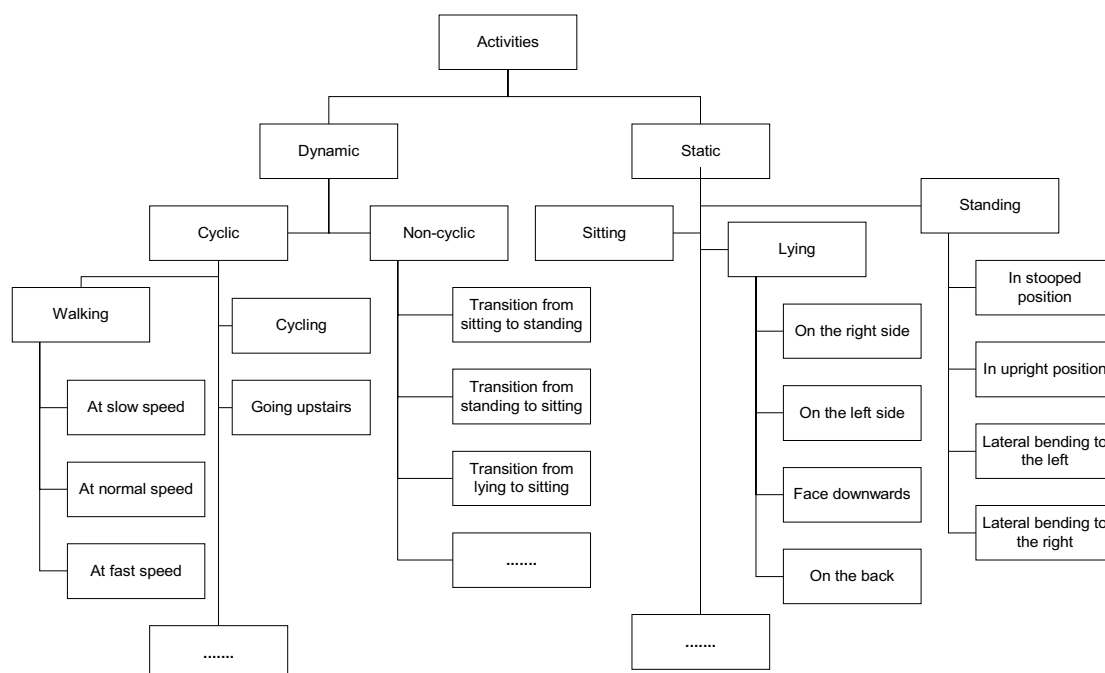 Activities
Dynamic
Static
Cyclic
Non-cyclic
Sitting
Lying
Standing
Walking
Cycling
Going upstairs
At slow speed
At normal speed
At fast speed
.......
Transition from
sitting to standing
Transition from
standing to sitting
Transition from
lying to sitting
.......
On the right side
On the left side
Face downwards
On the back
.......
In stooped
position
In upright position
Lateral bending to
the left
Lateral bending to
the right